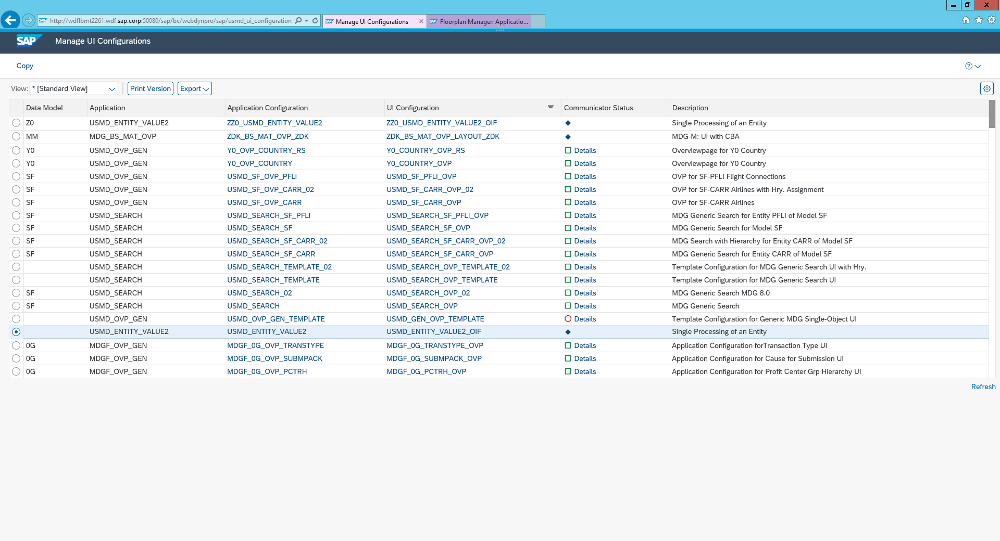 http://wdflbmt2261.wdf.sap.corp:50080/sap/bc/webdynpro/sap/usmd_ui_configuration
Manage UI Configurations
Floorplan Manager: Applicatio...
SAP Manage UI Configurations
Copy
View: * [Standard View] Print Version Export
Data Model Application Application Configuration UI Configuration Communicator Status Description
Z0 USMD_ENTITY_VALUE2 ZZ0_USMD_ENTITY_VALUE2 ZZ0_USMD_ENTITY_VALUE2_OIF Single Processing of an Entity
MM MDG_BS_MAT_OVP ZDK_BS_MAT_OVP_ZDK ZDK_BS_MAT_OVP_LAYOUT_ZDK MDG-M: UI with CBA
Y0 USMD_OVP_GEN Y0_OVP_COUNTRY_RS Y0_COUNTRY_OVP_RS Details Overviewpage for Y0 Country
Y0 USMD_OVP_GEN Y0_OVP_COUNTRY Y0_COUNTRY_OVP Details Overviewpage for Y0 Country
SF USMD_OVP_GEN USMD_SF_OVP_PFLI USMD_SF_PFLI_OVP Details OVP for SF-PFLI Flight Connections
SF USMD_OVP_GEN USMD_SF_OVP_CARR_02 USMD_SF_CARR_OVP_02 Details OVP for SF-CARR Airlines with Hry. Assignment
SF USMD_OVP_GEN USMD_SF_OVP_CARR USMD_SF_CARR_OVP Details OVP for SF-CARR Airlines
SF USMD_SEARCH USMD_SEARCH_SF_PFLI USMD_SEARCH_SF_PFLI_OVP Details MDG Generic Search for Entity PFLI of Model SF
SF USMD_SEARCH USMD_SEARCH_SF USMD_SEARCH_SF_OVP Details MDG Generic Search for Model SF
SF USMD_SEARCH USMD_SEARCH_SF_CARR_02 USMD_SEARCH_SF_CARR_OVP_02 Details MDG Search with Hierarchy for Entity CARR of Model SF
SF USMD_SEARCH USMD_SEARCH_SF_CARR USMD_SEARCH_SF_CARR_OVP Details MDG Generic Search for Entity CARR of Model SF
USMD_SEARCH USMD_SEARCH_TEMPLATE_02 USMD_SEARCH_OVP_TEMPLATE_02 Details Template Configuration for MDG Generic Search UI with Hry.
USMD_SEARCH USMD_SEARCH_TEMPLATE USMD_SEARCH_OVP_TEMPLATE Details Template Configuration for MDG Generic Search UI
SF USMD_SEARCH USMD_SEARCH_02 USMD_SEARCH_OVP_02 Details MDG Generic Search MDG 8.0
SF USMD_SEARCH USMD_SEARCH USMD_SEARCH_OVP Details MDG Generic Search
USMD_OVP_GEN USMD_OVP_GEN_TEMPLATE USMD_GEN_OVP_TEMPLATE Details Template Configuration for Generic MDG Single-Object UI
USMD_ENTITY_VALUE2 USMD_ENTITY_VALUE2 USMD_ENTITY_VALUE2_OIF Single Processing of an Entity
0G MDGF_OVP_GEN MDGF_0G_OVP_TRANSTYPE MDGF_0G_TRANSTYPE_OVP Details Application Configuration forTransaction Type UI
0G MDGF_OVP_GEN MDGF_0G_OVP_SUBMPACK MDGF_0G_SUBMPACK_OVP Details Application Configuration for Cause for Submission UI
0G MDGF_OVP_GEN MDGF_0G_OVP_PCTRH MDGF_0G_PCTRH_OVP Details Application Configuration for Profit Center Grp Hierarchy UI
Refresh